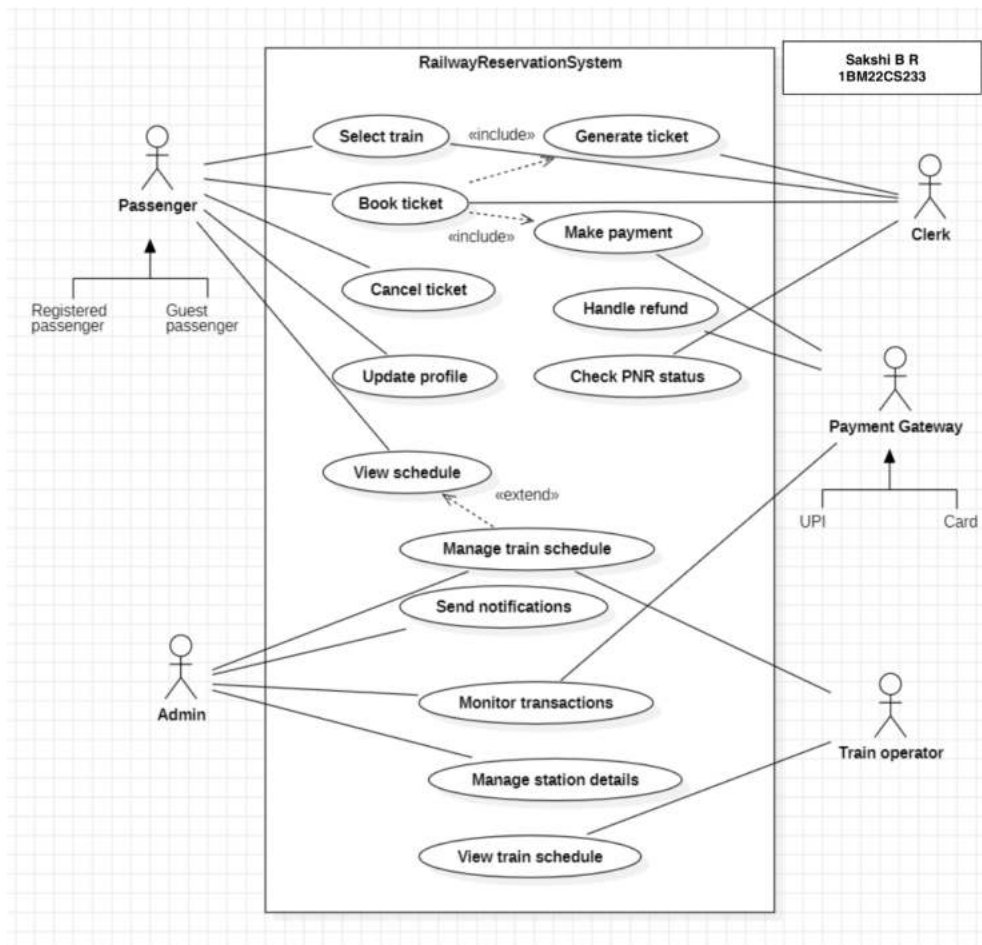 RailwayReservationSystem
Sakshi B R
1BM22CS233
Select train
«include»
Generate ticket
Passenger
Book ticket
«include»
Make payment
Clerk
Cancel ticket
Registered
passenger
Guest
passenger
Handle refund
Update profile
Check PNR status
Payment Gateway
View schedule
«extend»
UPI
Card
Manage train schedule
Send notifications
Admin
Monitor transactions
Train operator
Manage station details
View train schedule